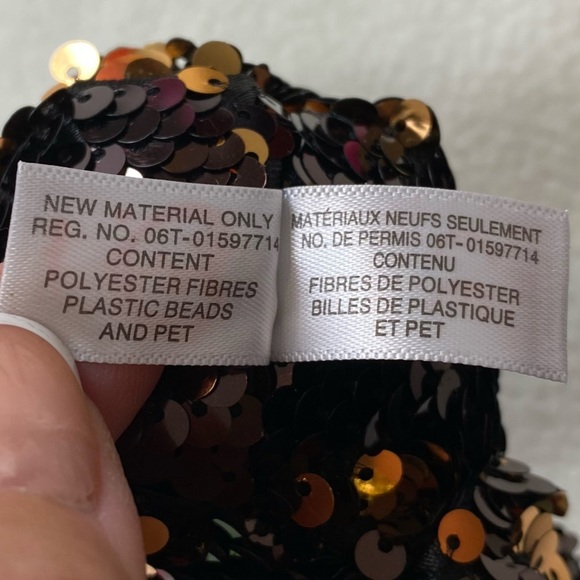 NEW MATERIAL ONLY
REG. NO. 06T-01597714
CONTENT
POLYESTER FIBRES
PLASTIC BEADS
AND PET
MATÉRIAUX NEUFS SEULEMENT
NO. DE PERMIS 06T-01597714
CONTENU
FIBRES DE POLYESTER
BILLES DE PLASTIQUE
ET PET